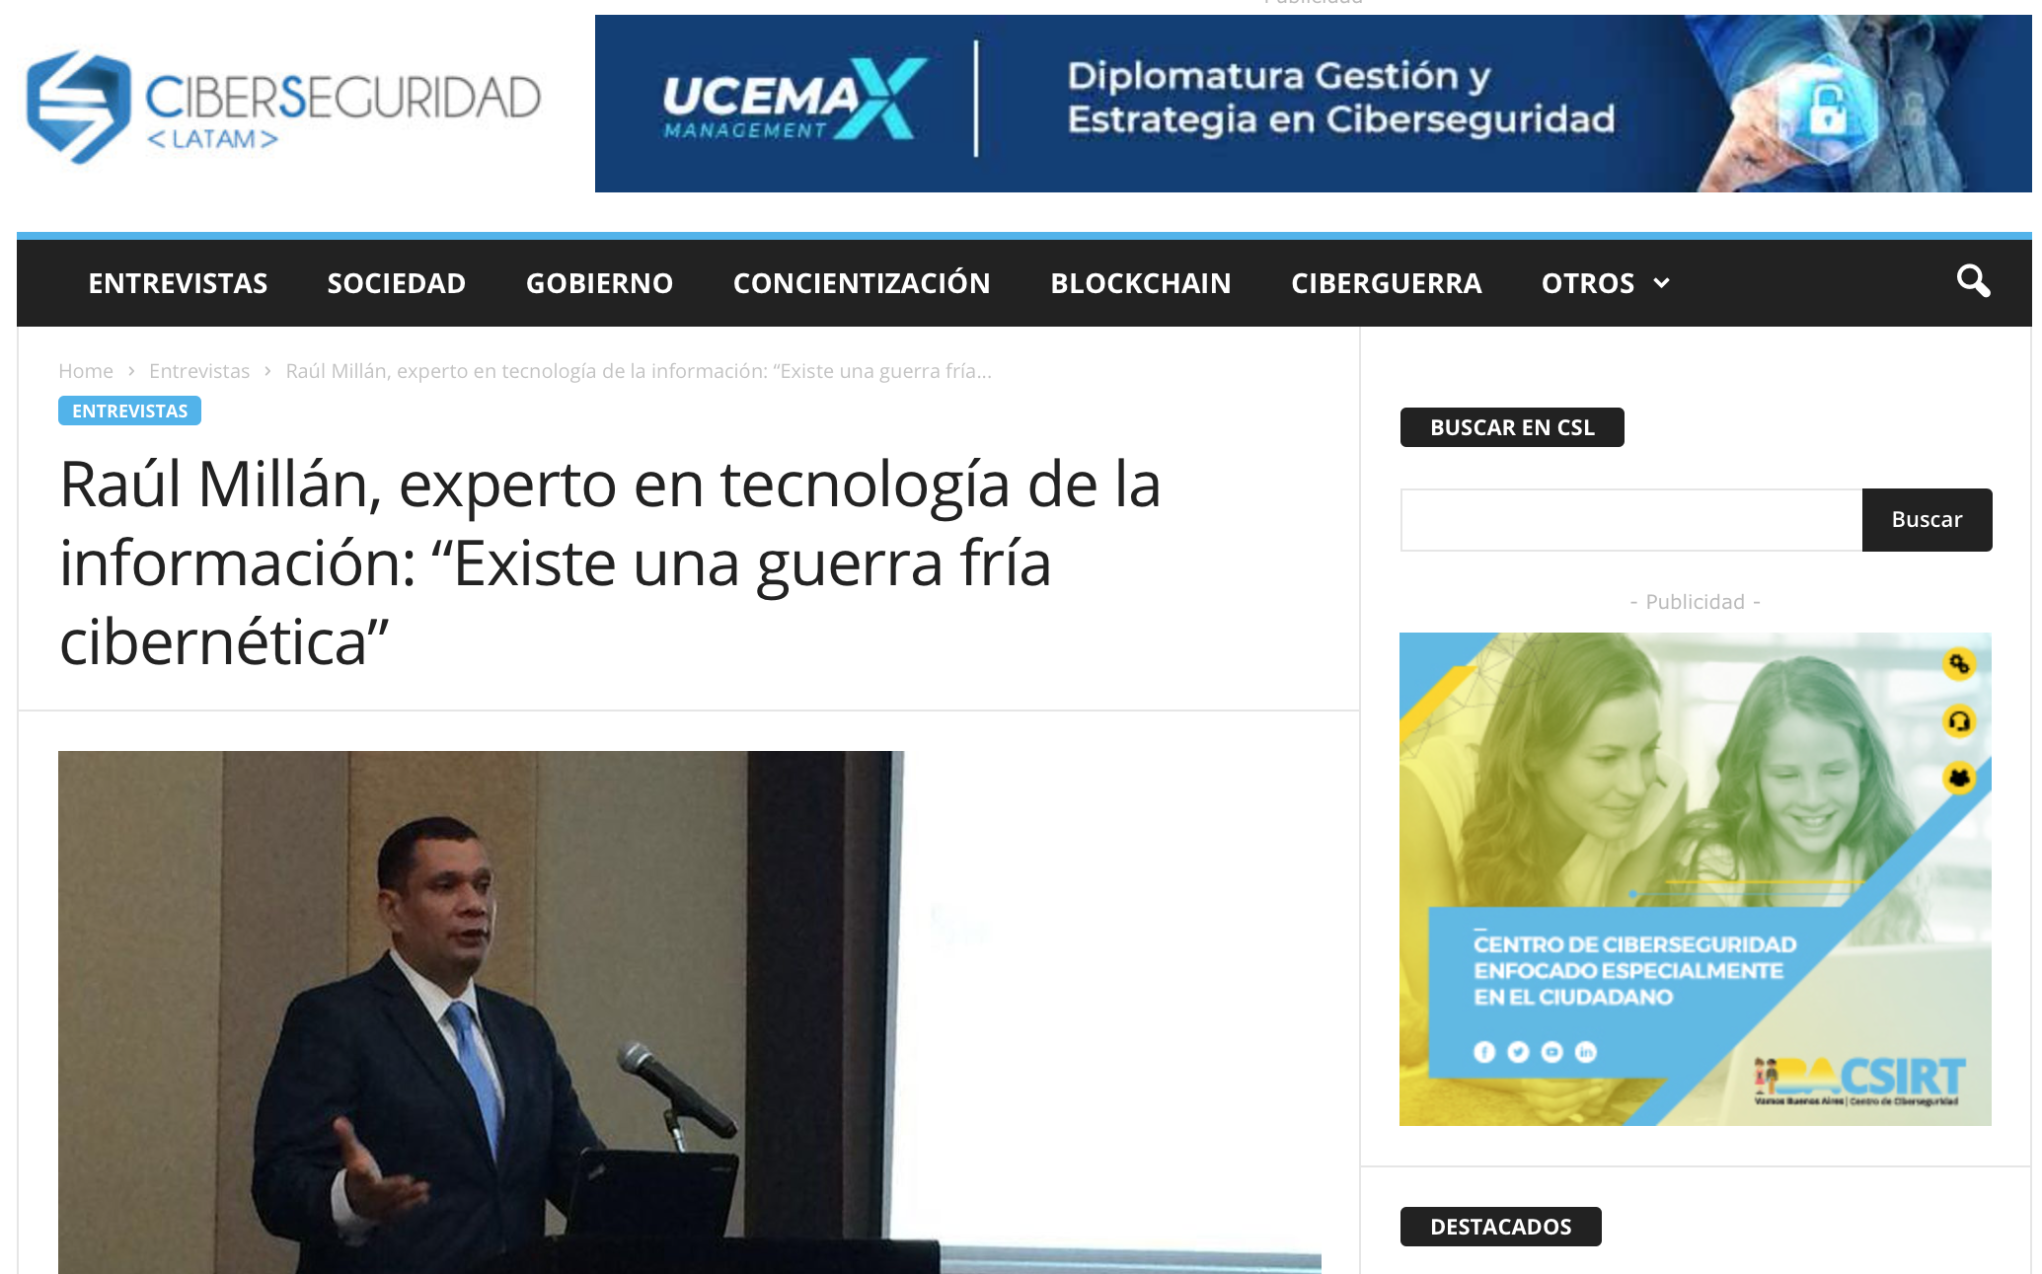 CIBERSEGURIDAD
<LATAM>
UCEMAX
MANAGEMENT
Diplomatura Gestión y
Estrategia en Ciberseguridad
ENTREVISTAS SOCIEDAD GOBIERNO CONCIENTIZACIÓN BLOCKCHAIN CIBERGUERRA OTROS
Home > Entrevistas > Raúl Millán, experto en tecnología de la información: “Existe una guerra fría...
ENTREVISTAS
Raúl Millán, experto en tecnología de la
información: “Existe una guerra fría
cibernética”
BUSCAR EN CSL
Buscar
- Publicidad -
CENTRO DE CIBERSEGURIDAD
ENFOCADO ESPECIALMENTE
EN EL CIUDADANO
BA CSIRT
Vamos Buenos Aires | Centro de Ciberseguridad
DESTACADOS